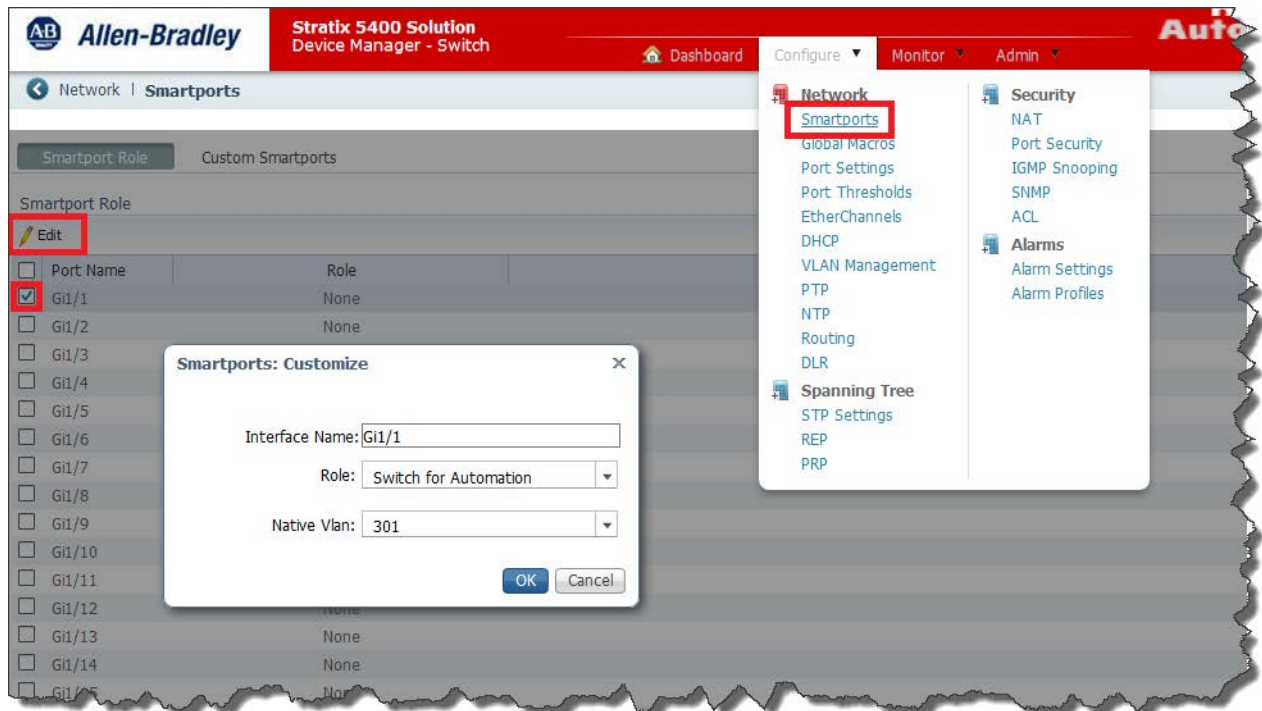 AB Allen-Bradley
Stratix 5400 Solution
Device Manager - Switch
Dashboard
Configure
Monitor
Admin
Network | Smartports
Smartport Role
Custom Smartports
Smartport Role
Edit
Port Name Role
Gi1/1 None
Gi1/2 None
Gi1/3
Gi1/4
Gi1/5
Gi1/6
Gi1/7
Gi1/8
Gi1/9
Gi1/10
Gi1/11
Gi1/12 None
Gi1/13 None
Gi1/14 None
Smartports: Customize
Interface Name: Gi1/1
Role: Switch for Automation
Native Vlan: 301
OK Cancel
Network
Smartports
Global Macros
Port Settings
Port Thresholds
EtherChannels
DHCP
VLAN Management
PTP
NTP
Routing
DLR
Spanning Tree
STP Settings
REP
PRP
Security
NAT
Port Security
IGMP Snooping
SNMP
ACL
Alarms
Alarm Settings
Alarm Profiles